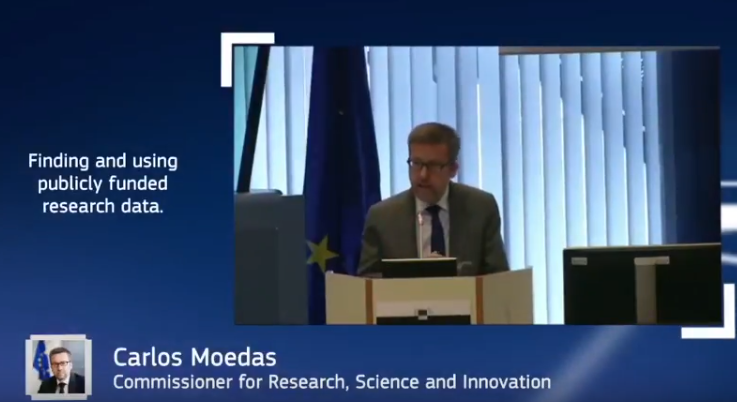 Finding and using
publicly funded
research data.
Carlos Moedas
Commissioner for Research, Science and Innovation